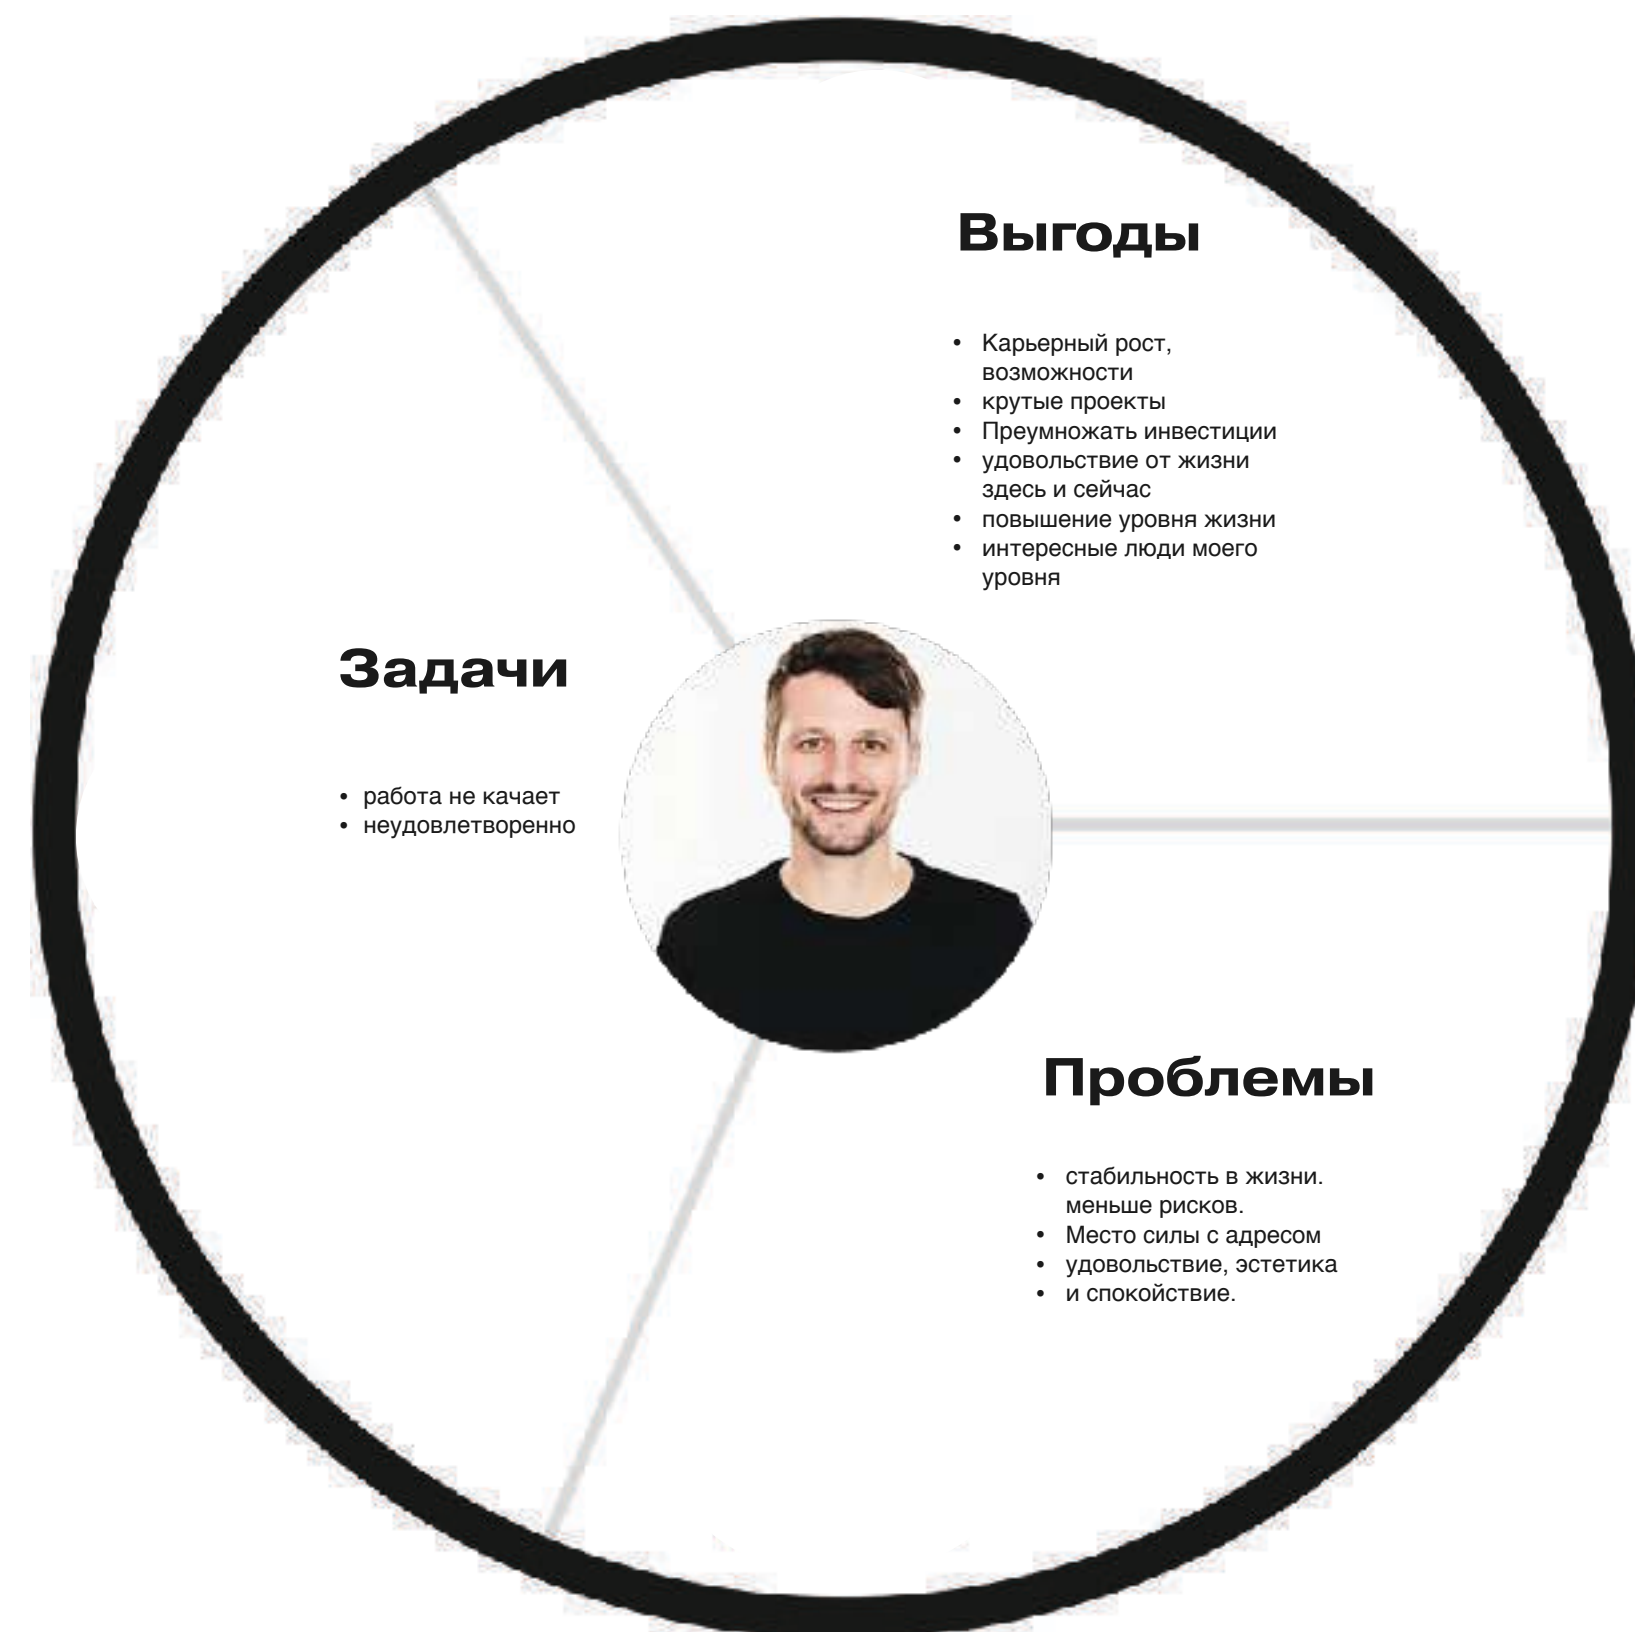 Выгоды
• Карьерный рост,
возможности
• крутые проекты
• Преумножать инвестиции
• удовольствие от жизни
здесь и сейчас
• повышение уровня жизни
• интересные люди моего
уровня
Задачи
• работа не качает
• неудовлетворенно
Проблемы
• стабильность в жизни.
меньше рисков.
• Место силы с адресом
• удовольствие, эстетика
• и спокойствие.